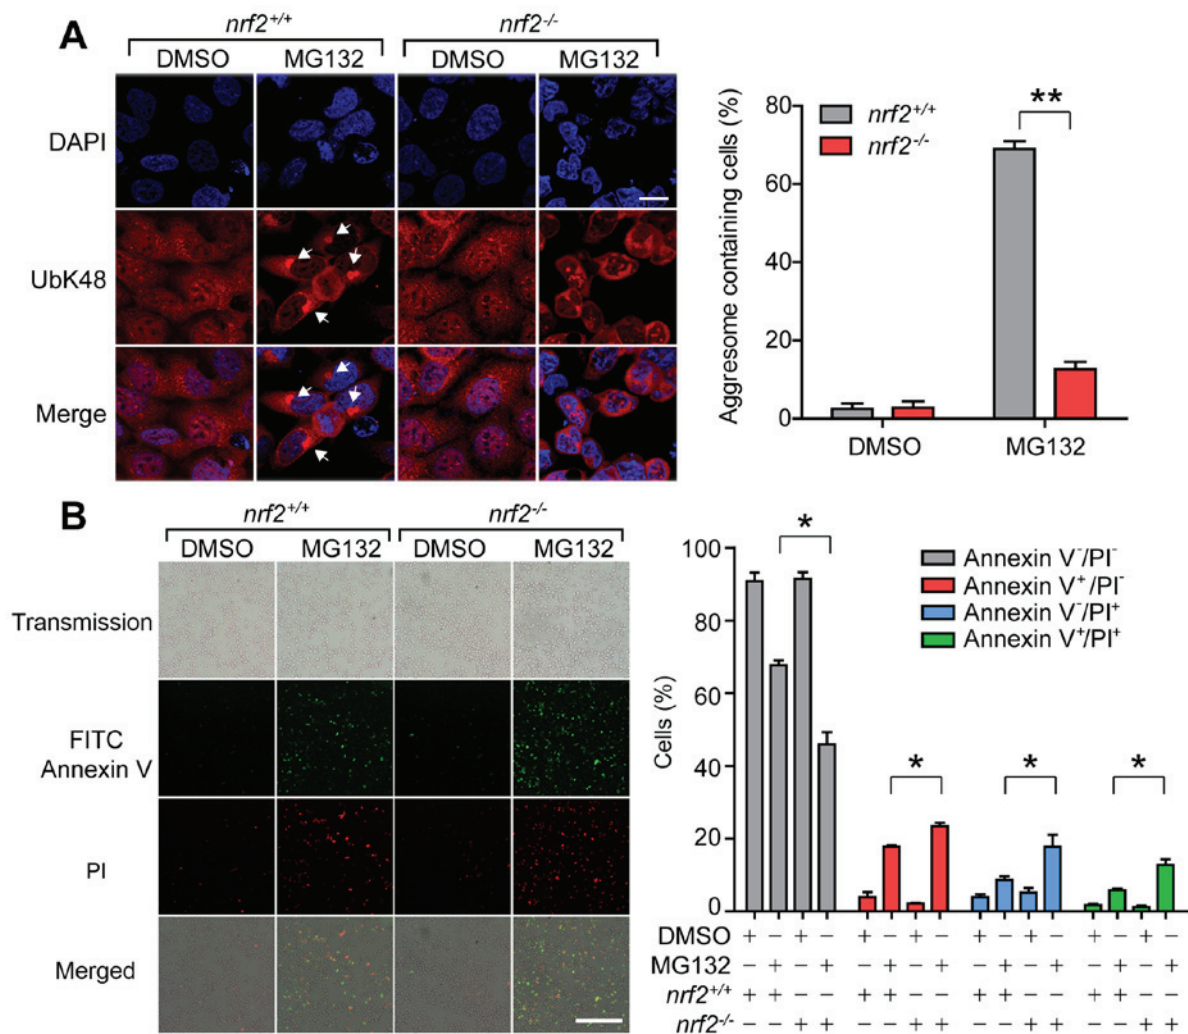 A
nrf2+/+ nrf2-/-
DMSO MG132 DMSO MG132
DAPI
UbK48
Merge
Aggresome containing cells (%)
80
60
40
20
0
nrf2+/+
nrf2-/-
**
DMSO MG132
B
nrf2+/+ nrf2-/-
DMSO MG132 DMSO MG132
Transmission
FITC
Annexin V
PI
Merged
Cells (%)
100
80
60
40
20
0
* * * *
Annexin V-/PI-
Annexin V+/PI-
Annexin V-/PI+
Annexin V+/PI+
DMSO + − + − + − + − + − + − + − + −
MG132 − + − + − + − + − + − + − + − +
nrf2+/+ + + − − + + − − + + − − + + − −
nrf2-/- − − + + − − + + − − + + − − + +